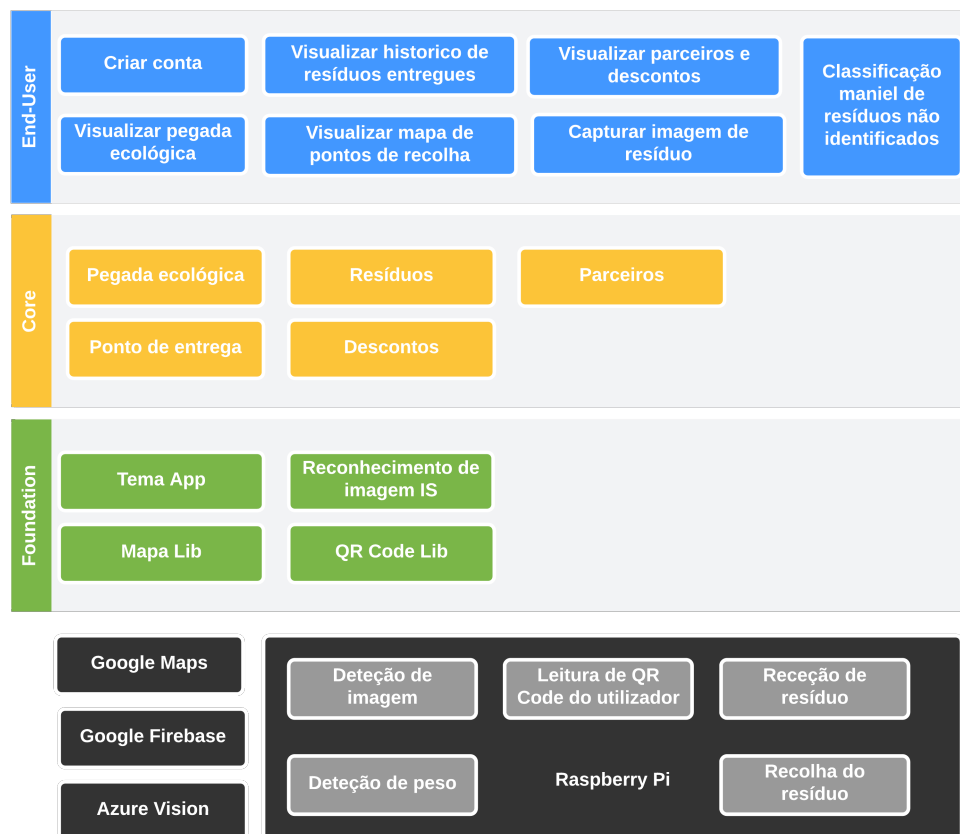 End-User
Criar conta
Visualizar historico de
resíduos entregues
Visualizar parceiros e
descontos
Classificação
maniel de
resíduos não
identificados
Visualizar pegada
ecológica
Visualizar mapa de
pontos de recolha
Capturar imagem de
resíduo
Core
Pegada ecológica
Resíduos
Parceiros
Ponto de entrega
Descontos
Foundation
Tema App
Reconhecimento de
imagem IS
Mapa Lib
QR Code Lib
Google Maps
Google Firebase
Azure Vision
Deteção de
imagem
Leitura de QR
Code do utilizador
Receção de
resíduo
Deteção de peso
Raspberry Pi
Recolha do
resíduo